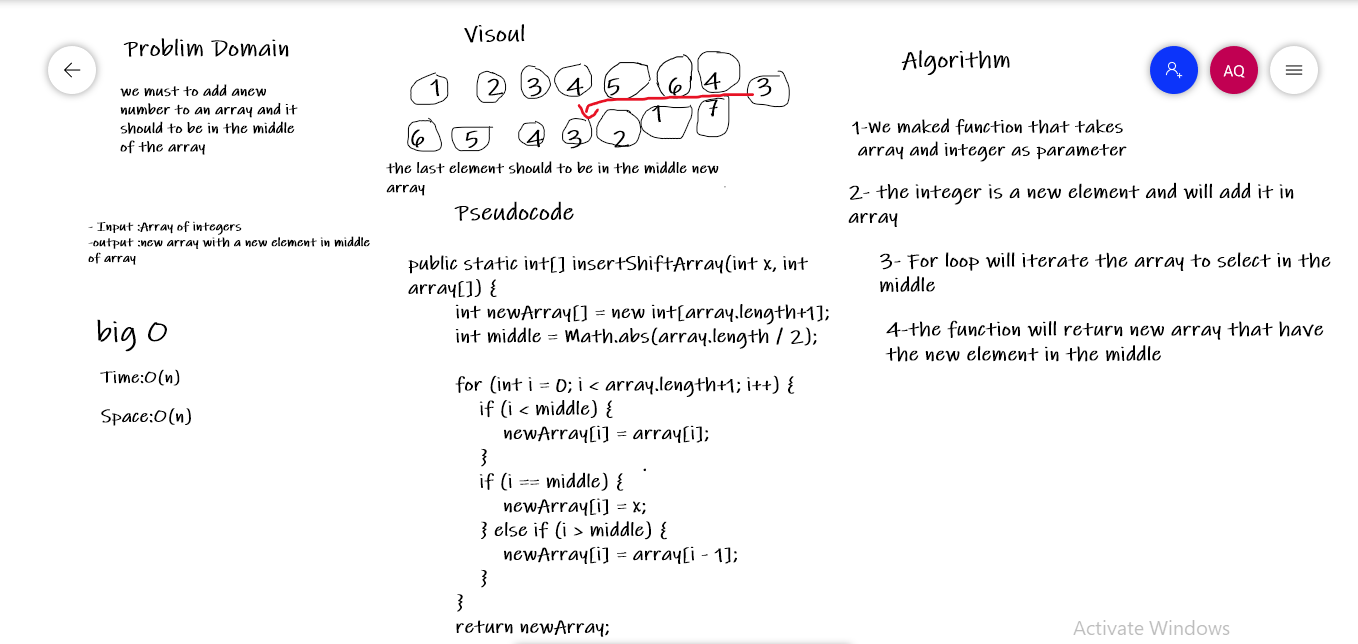 Problim Domain
we must to add anew
number to an array and it
should to be in the middle
of the array
- Input :Array of integers
-output :new array with a new element in middle
of array
big O
Time:O(n)
Space:O(n)
Visoul
1 2 3 4 5 6 4 3
6 5 4 3 2 1 7
the last element should to be in the middle new
array
Pseudocode
public static int[] insertShiftArray(int x, int
array[]) {
int newArray[] = new int[array.length+1];
int middle = Math.abs(array.length / 2);
for (int i = 0; i < array.length+1; i++) {
if (i < middle) {
newArray[i] = array[i];
}
if (i == middle) {
newArray[i] = x;
} else if (i > middle) {
newArray[i] = array[i - 1];
}
}
return newArray;
Algorithm
1-We maked function that takes
array and integer as parameter
2- the integer is a new element and will add it in
array
3- For loop will iterate the array to select in the
middle
4-the function will return new array that have
the new element in the middle
AQ
Activate Windows